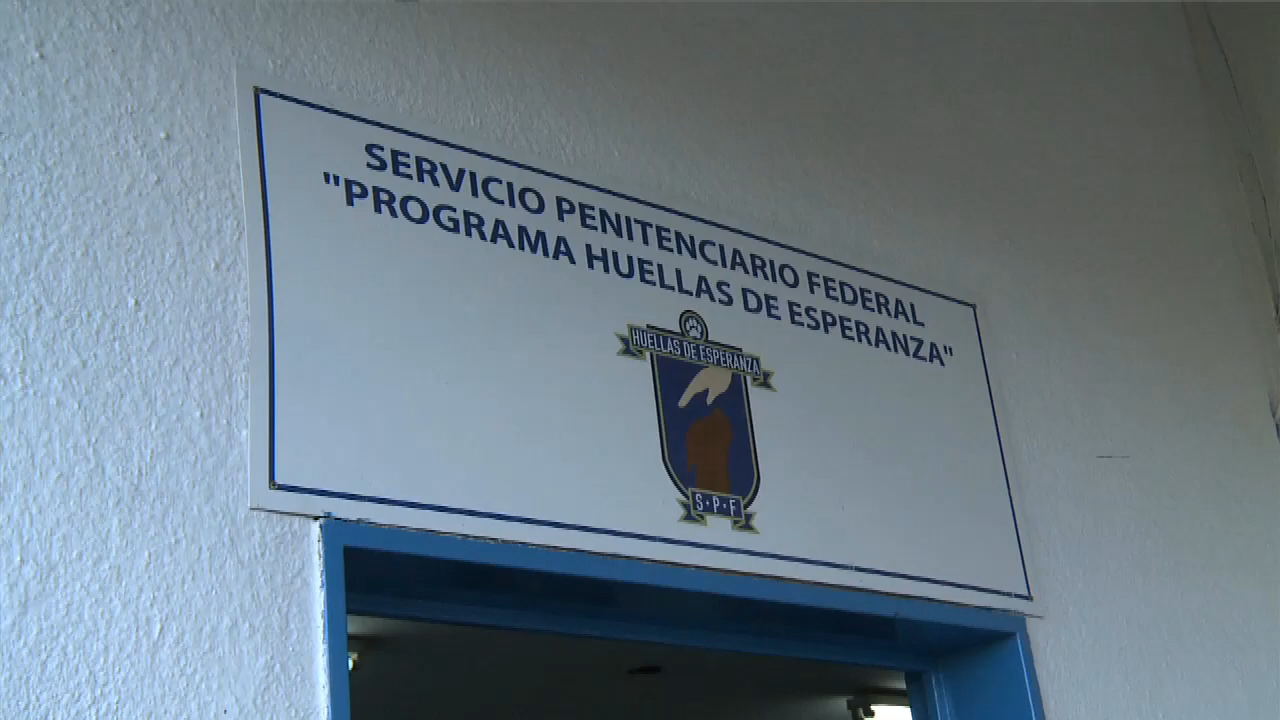 SERVICIO PENITENCIARIO FEDERAL
"PROGRAMA HUELLAS DE ESPERANZA"
HUELLAS DE ESPERANZA
S·P·F